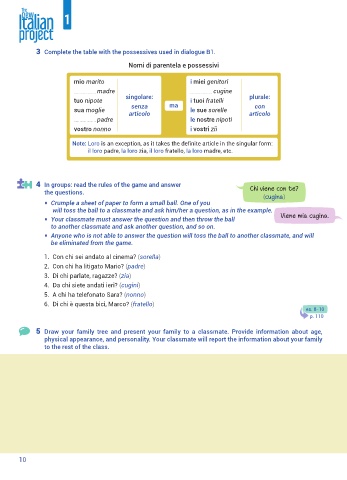 The
new
italian
project
1
3 Complete the table with the possessives used in dialogue B1.
Nomi di parentela e possessivi
mio marito
............ madre
tuo nipote
sua moglie
............ padre
vostro nonno
singolare:
senza
articolo
ma
i miei genitori
............ cugine
i tuoi fratelli
le sue sorelle
le nostre nipoti
i vostri zii
plurale:
con
articolo
Note: Loro is an exception, as it takes the definite article in the singular form:
il loro padre, la loro zia, il loro fratello, la loro madre, etc.
4 In groups: read the rules of the game and answer
the questions.
• Crumple a sheet of paper to form a small ball. One of you
will toss the ball to a classmate and ask him/her a question, as in the example.
• Your classmate must answer the question and then throw the ball
to another classmate and ask another question, and so on.
• Anyone who is not able to answer the question will toss the ball to another classmate, and will
be eliminated from the game.
Chi viene con te?
(cugina)
Viene mia cugina.
1. Con chi sei andato al cinema? (sorella)
2. Con chi ha litigato Mario? (padre)
3. Di chi parlate, ragazze? (zia)
4. Da chi siete andati ieri? (cugini)
5. A chi ha telefonato Sara? (nonno)
6. Di chi è questa bici, Marco? (fratello)
es. 8-10
p. 110
5 Draw your family tree and present your family to a classmate. Provide information about age,
physical appearance, and personality. Your classmate will report the information about your family
to the rest of the class.
10